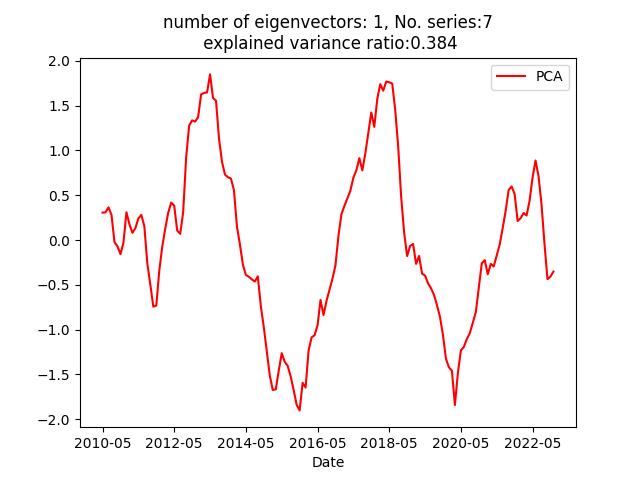 number of eigenvectors: 1, No. series:7
explained variance ratio:0.384
PCA
2.0
1.5
1.0
0.5
0.0
−0.5
−1.0
−1.5
−2.0
2010-05 2012-05 2014-05 2016-05 2018-05 2020-05 2022-05
Date